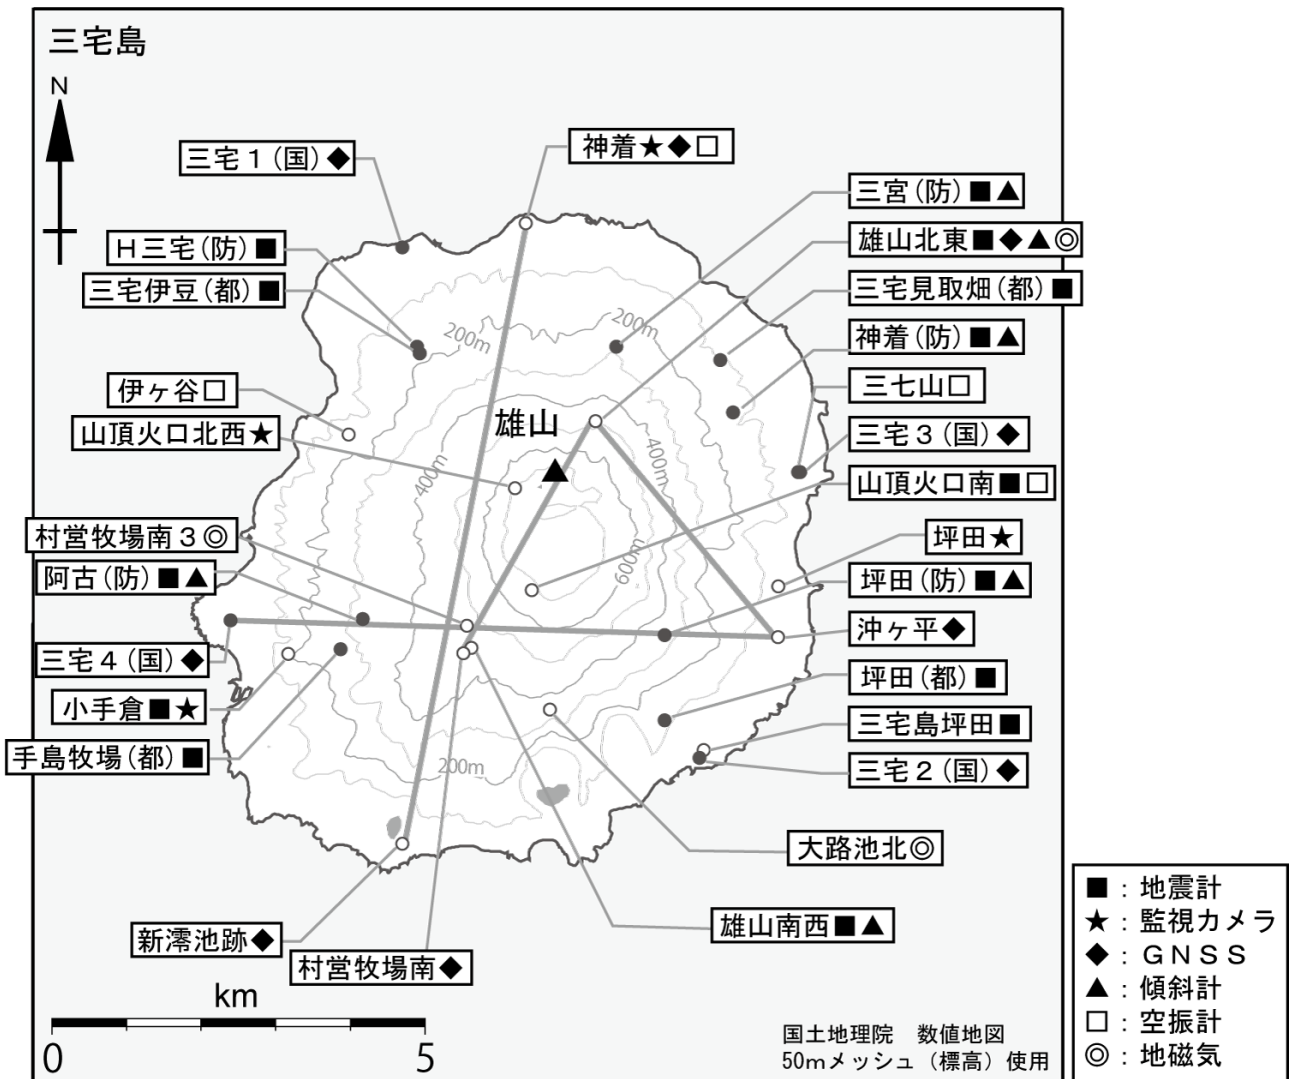 三宅島
N
三宅1(国)◆
神着★◆□
H三宅(防)■
三宅伊豆(都)■
三宮(防)■▲
雄山北東■◆▲◎
三宅見取畑(都)■
神着(防)■▲
伊ヶ谷□
三七山□
山頂火口北西★
三宅3(国)◆
山頂火口南■□
村営牧場南3◎
坪田★
阿古(防)■▲
坪田(防)■▲
沖ヶ平◆
三宅4(国)◆
坪田(都)■
小手倉■★
三宅島坪田■
手島牧場(都)■
三宅2(国)◆
大路池北◎
雄山南西■▲
新澪池跡◆
村営牧場南◆
200m
200m
雄山
400m
400m
600m
200m
km
0
5
国土地理院 数値地図
50mメッシュ(標高)使用
■:地震計
★:監視カメラ
◆:GNSS
▲:傾斜計
□:空振計
◎:地磁気